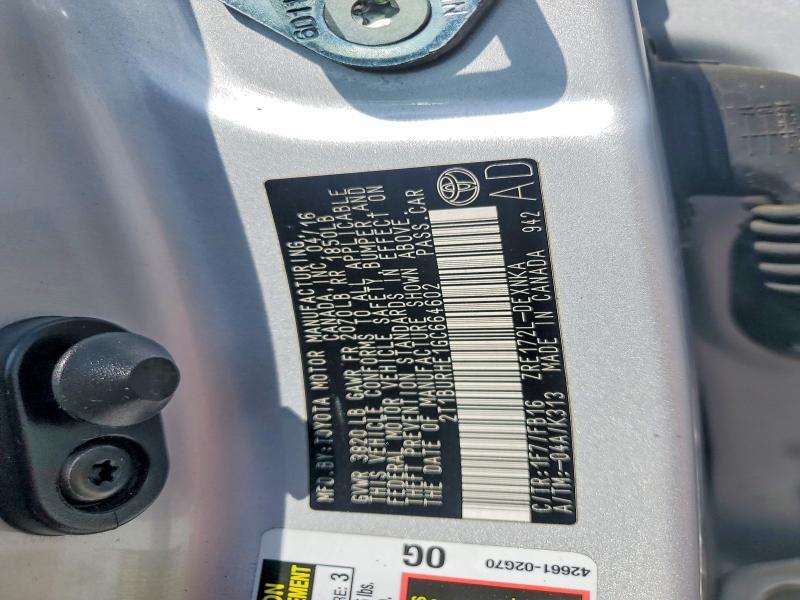 MFD. BY: TOYOTA MOTOR MANUFACTURING
CANADA, INC. 04/16
GVWR 3820LB GAWR FR 2070LB RR 1850LB
THIS VEHICLE CONFORMS TO ALL APPLICABLE
FEDERAL MOTOR VEHICLE SAFETY, BUMPER, AND
THEFT PREVENTION STANDARDS IN EFFECT ON
THE DATE OF MANUFACTURE SHOWN ABOVE.
2T1BURHE1GC664602 PASS. CAR
AD
C/TR:1F7/FB16 ZRE172L-DEXNKA
A/TM:-04A/K313 MADE IN CANADA 942
0G
42661-02G70